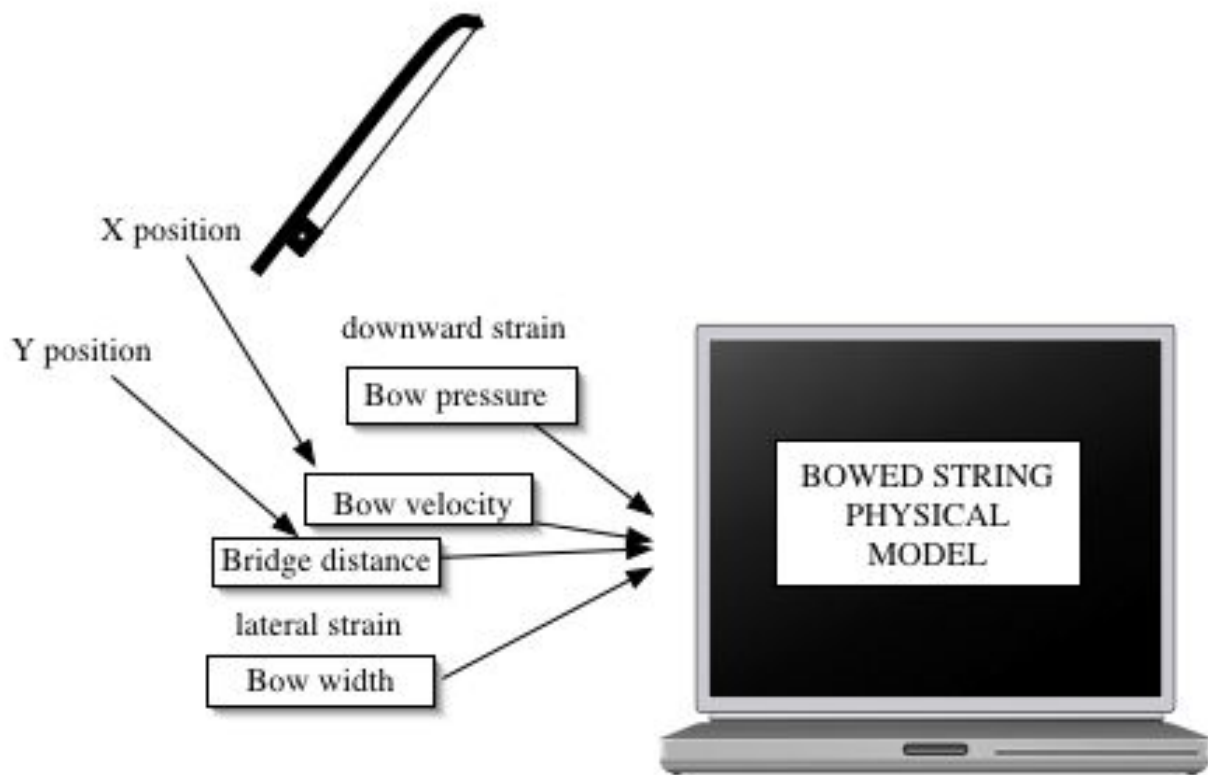 X position
Y position
downward strain
Bow pressure
Bow velocity
Bridge distance
lateral strain
Bow width
BOWED STRING
PHYSICAL
MODEL